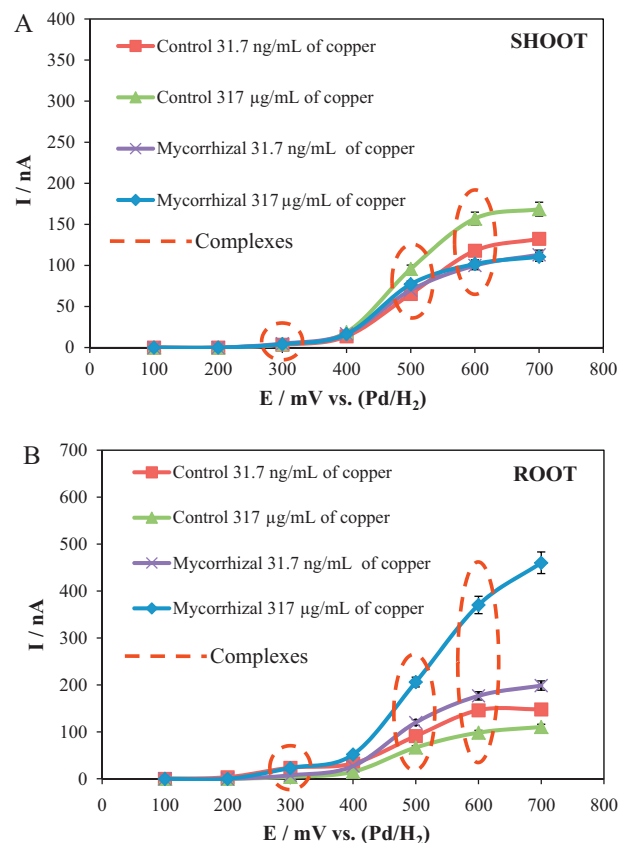 A
SHOOT
Control 31.7 ng/mL of copper
Control 317 µg/mL of copper
Mycorrhizal 31.7 ng/mL of copper
Mycorrhizal 317 µg/mL of copper
Complexes
I / nA
400
350
300
250
200
150
100
50
0
0 100 200 300 400 500 600 700 800
E / mV vs. (Pd/H₂)
B
ROOT
Control 31.7 ng/mL of copper
Control 317 µg/mL of copper
Mycorrhizal 31.7 ng/mL of copper
Mycorrhizal 317 µg/mL of copper
Complexes
I / nA
700
600
500
400
300
200
100
0
0 100 200 300 400 500 600 700 800
E / mV vs. (Pd/H₂)